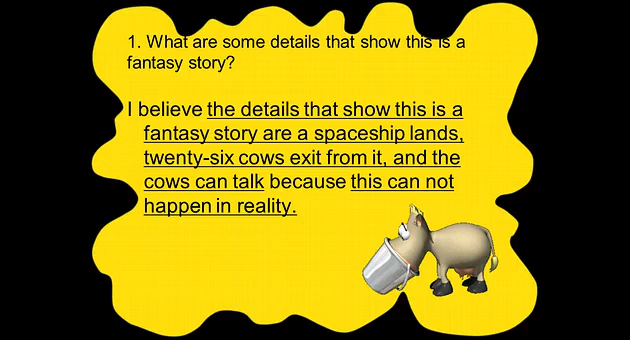 1. What are some details that show this is a
fantasy story?
I believe the details that show this is a
fantasy story are a spaceship lands,
twenty-six cows exit from it, and the
cows can talk because this can not
happen in reality.